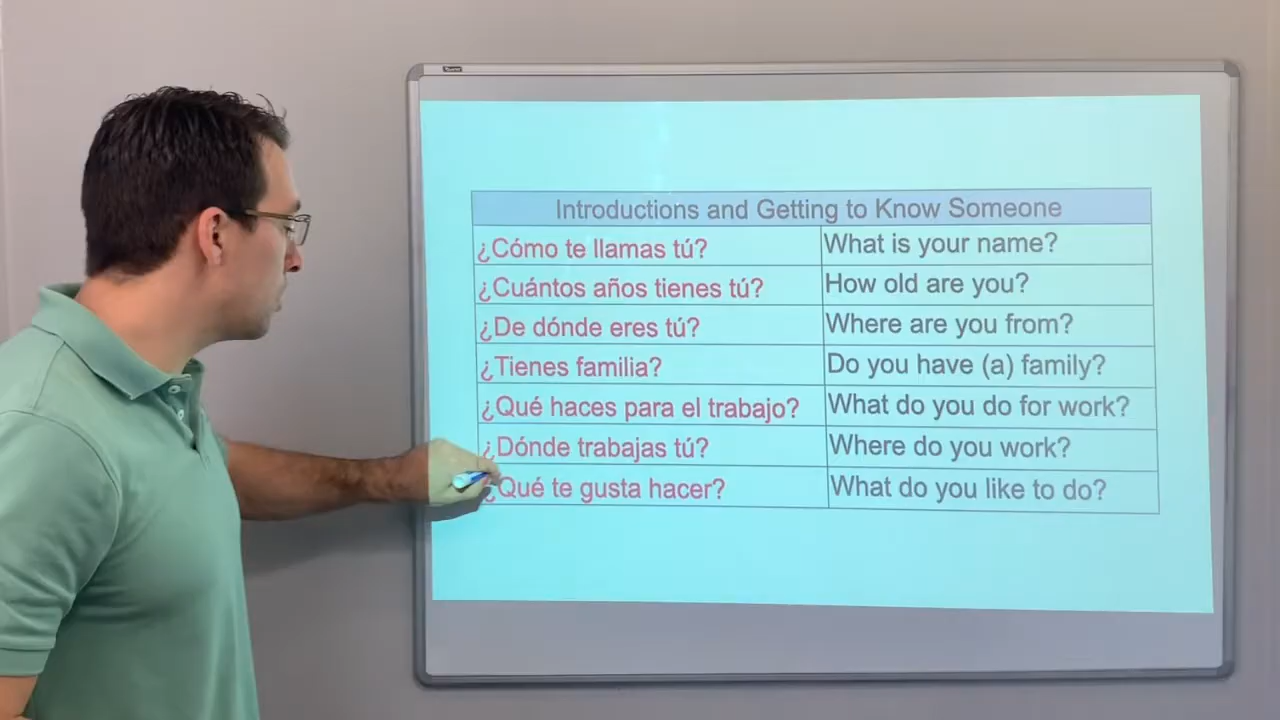 Introductions and Getting to Know Someone
¿Cómo te llamas tú? What is your name?
¿Cuántos años tienes tú? How old are you?
¿De dónde eres tú? Where are you from?
¿Tienes familia? Do you have (a) family?
¿Qué haces para el trabajo? What do you do for work?
¿Dónde trabajas tú? Where do you work?
¿Qué te gusta hacer? What do you like to do?